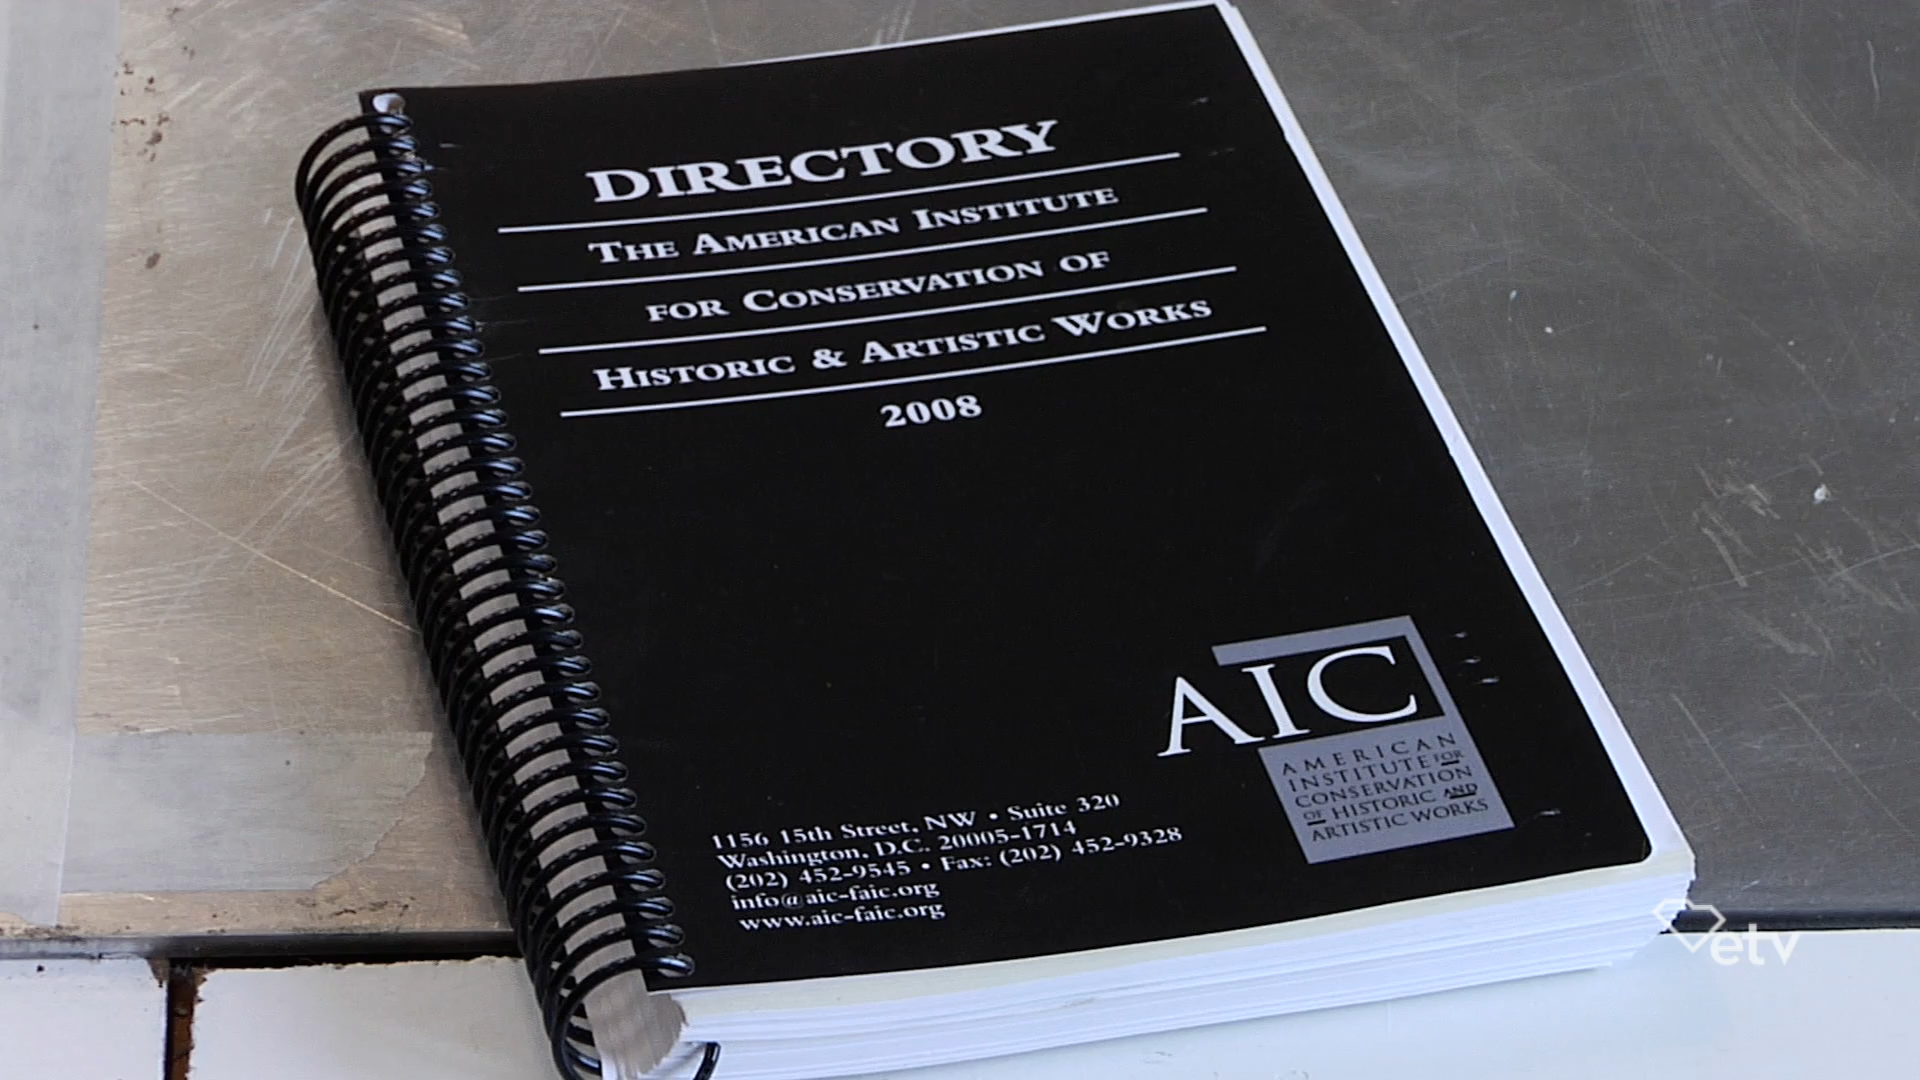 DIRECTORY
THE AMERICAN INSTITUTE
FOR CONSERVATION OF
HISTORIC & ARTISTIC WORKS
2008
AIC
AMERICAN
INSTITUTE FOR
CONSERVATION
OF HISTORIC AND
ARTISTIC WORKS
1156 15th Street, NW • Suite 320
Washington, D.C. 20005-1714
(202) 452-9545 • Fax: (202) 452-9328
info@aic-faic.org
www.aic-faic.org
etv